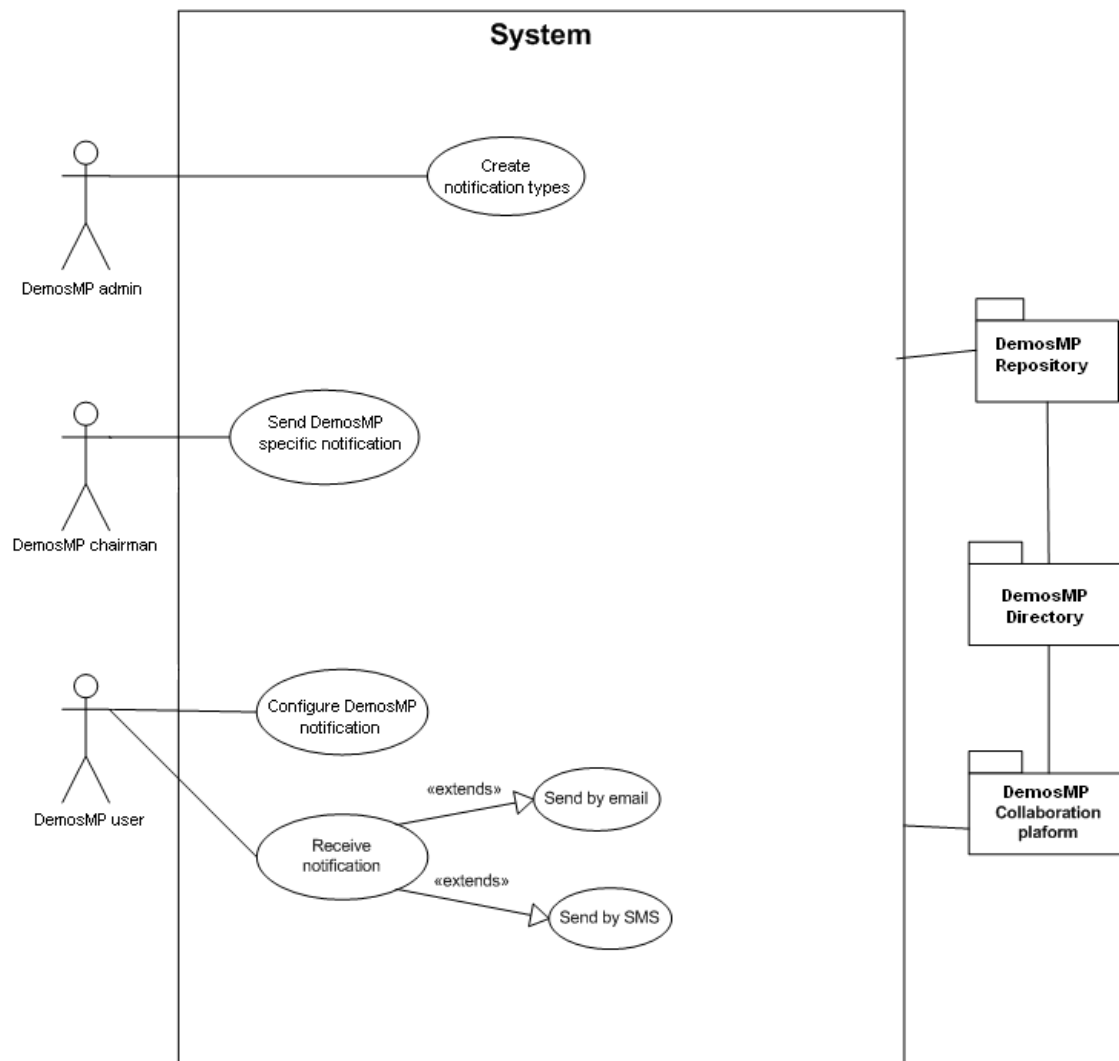 System
Create
notification types
DemosMP admin
DemosMP
Repository
Send DemosMP
specific notification
DemosMP chairman
DemosMP
Directory
Configure DemosMP
notification
DemosMP user
«extends»
Send by email
DemosMP
Collaboration
plaform
Receive
notification
«extends»
Send by SMS